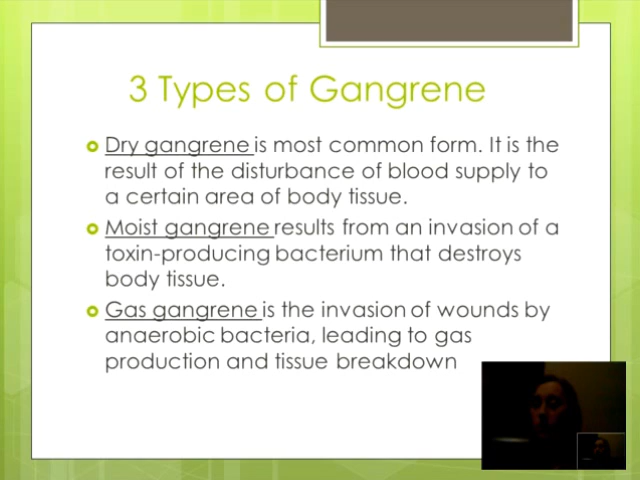 3 Types of Gangrene
Dry gangrene is most common form. It is the
result of the disturbance of blood supply to
a certain area of body tissue.
Moist gangrene results from an invasion of a
toxin-producing bacterium that destroys
body tissue.
Gas gangrene is the invasion of wounds by
anaerobic bacteria, leading to gas
production and tissue breakdown